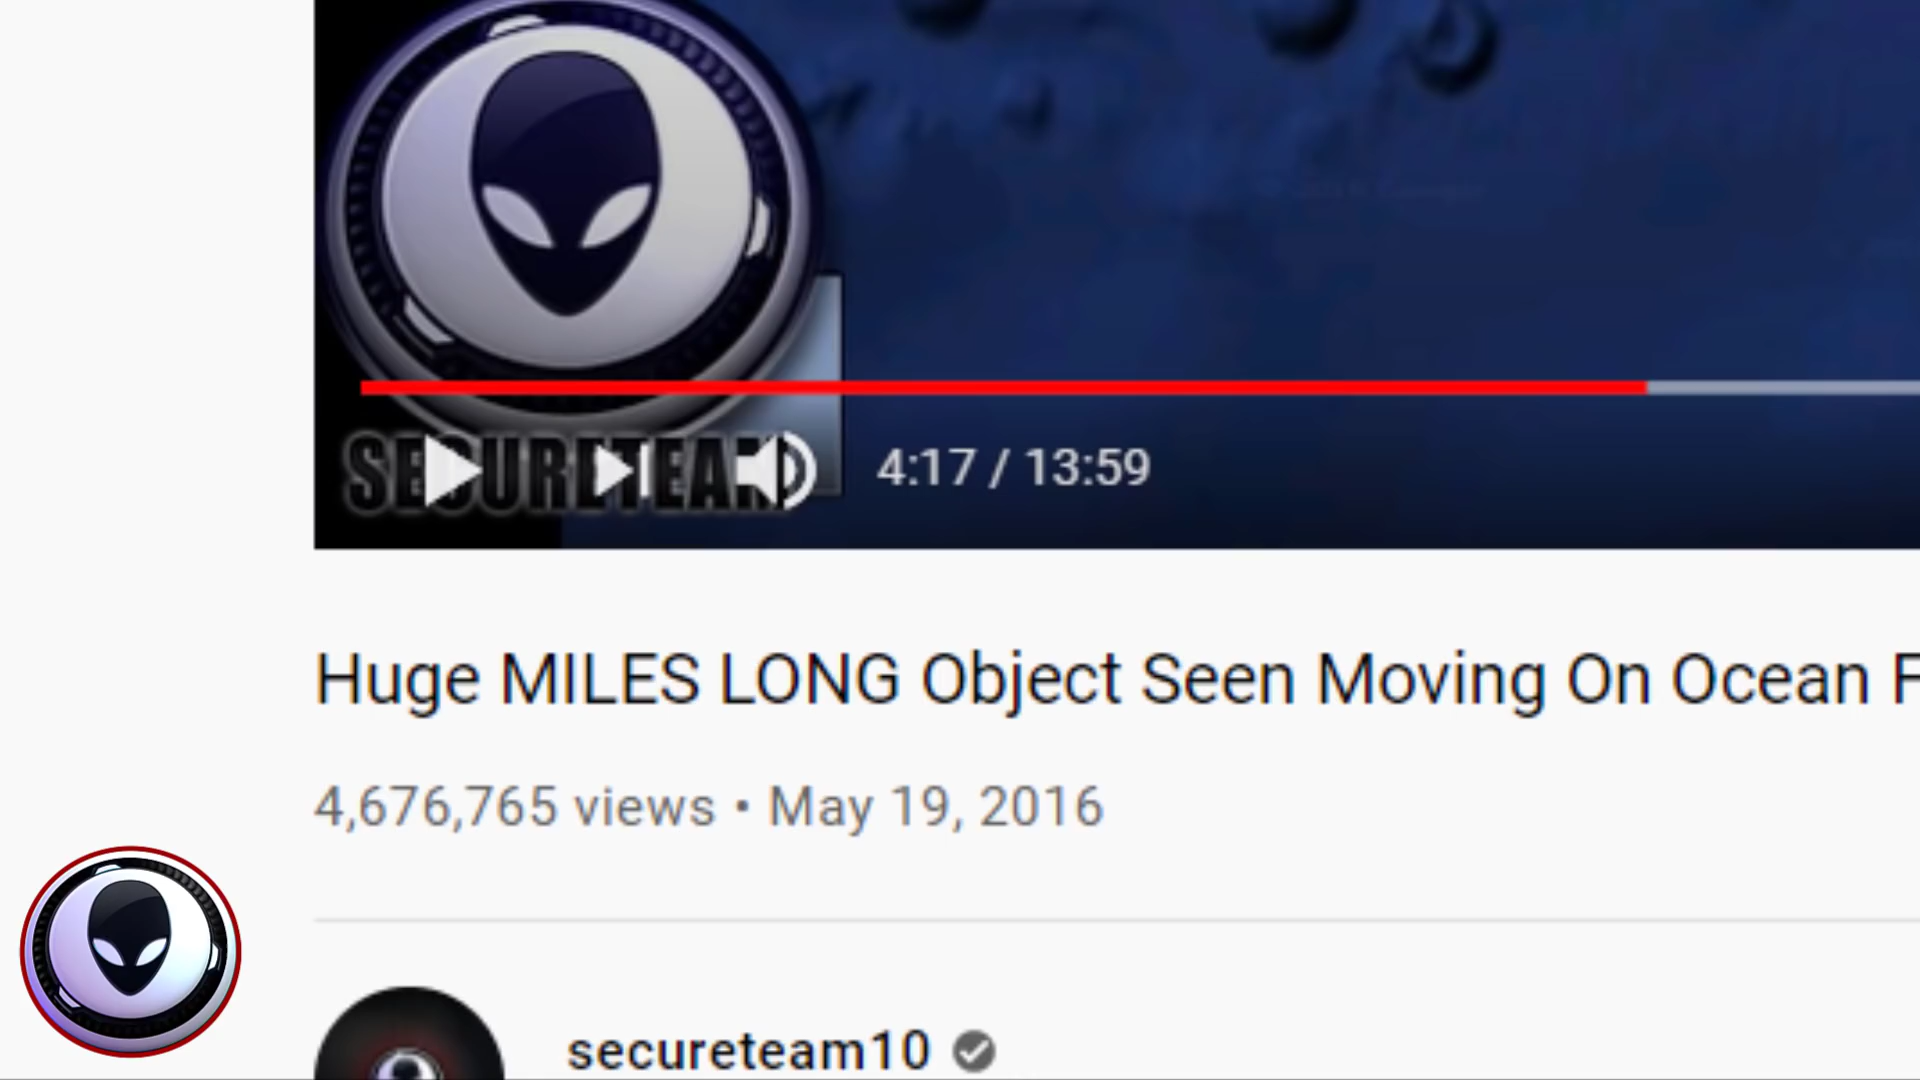 SECURETEAM
4:17 / 13:59
Huge MILES LONG Object Seen Moving On Ocean F
4,676,765 views • May 19, 2016
secureteam10